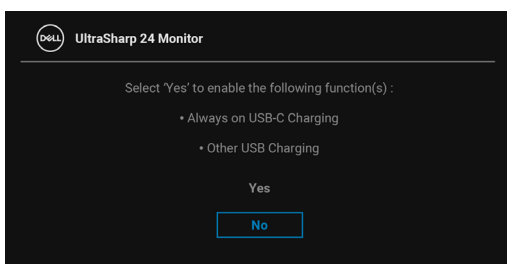 DELL
UltraSharp 24 Monitor
Select ‘Yes’ to enable the following function(s) :
• Always on USB-C Charging
• Other USB Charging
Yes
No